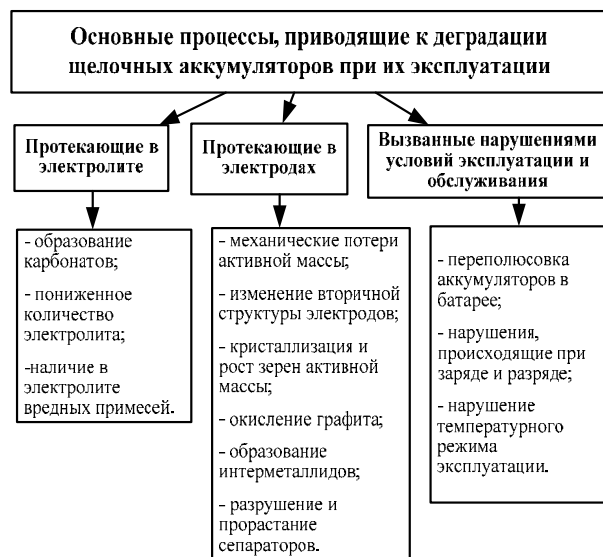 Основные процессы, приводящие к деградации
щелочных аккумуляторов при их эксплуатации
Протекающие в
электролите
Протекающие в
электродах
Вызванные нарушениями
условий эксплуатации и
обслуживания
- образование
карбонатов;
- пониженное
количество
электролита;
-наличие в
электролите
вредных примесей.
- механические потери
активной массы;
- изменение вторичной
структуры электродов;
- кристаллизация и
рост зерен активной
массы;
- окисление графита;
- образование
интерметаллидов;
- разрушение и
прорастание
сепараторов.
- переполюсовка
аккумуляторов в
батарее;
- нарушения,
происходящие при
заряде и разряде;
- нарушение
температурного
режима
эксплуатации.